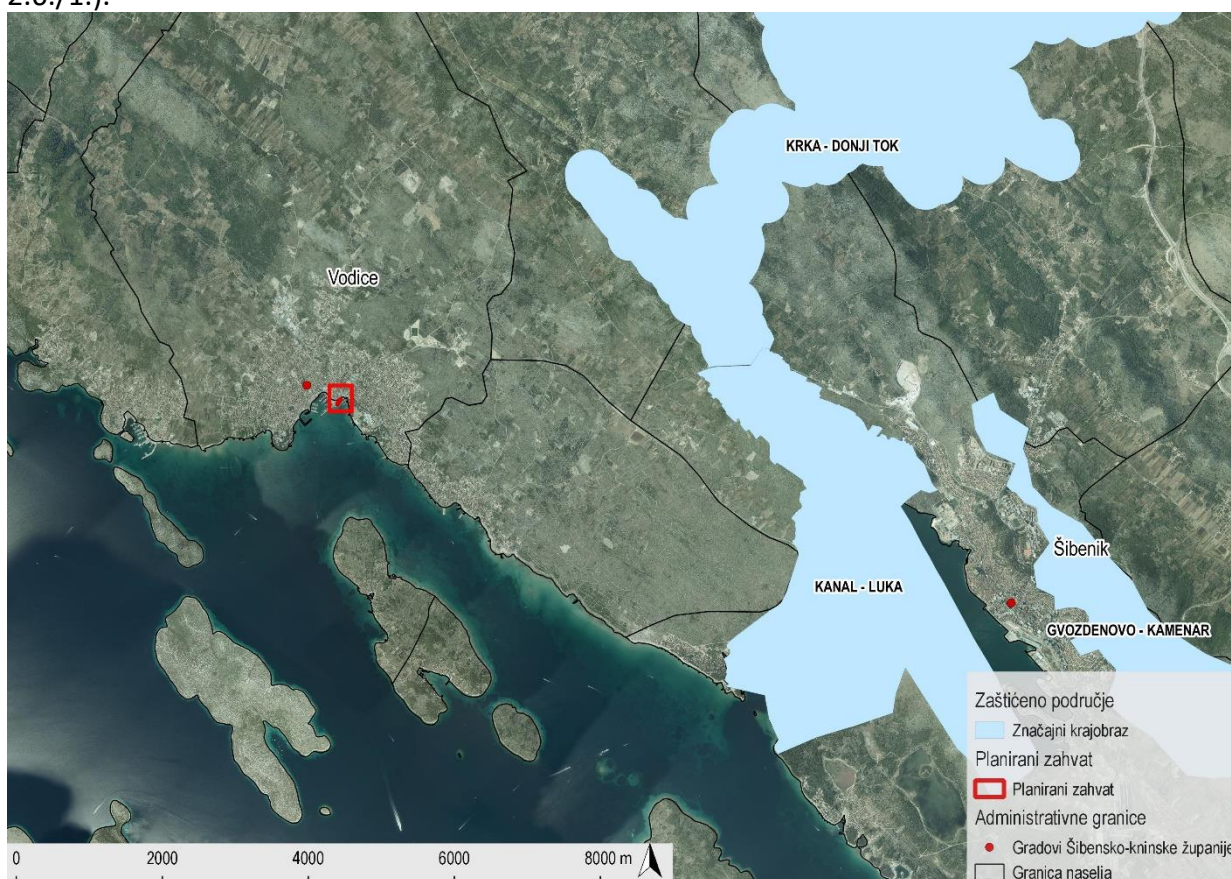 2.6./1.).
KRKA - DONJI TOK
Vodice
Šibenik
KANAL - LUKA
GVOZDENOVO - KAMENAR
Zaštićeno područje
Značajni krajobraz
Planirani zahvat
Planirani zahvat
Administrativne granice
Gradovi Šibensko-kninske županije
Granica naselja
0 2000 4000 6000 8000 m